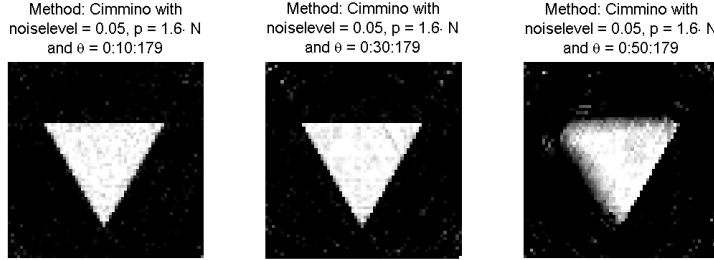 Method: Cimmino with
noiselevel = 0.05, p = 1.6· N
and θ = 0:10:179
Method: Cimmino with
noiselevel = 0.05, p = 1.6· N
and θ = 0:30:179
Method: Cimmino with
noiselevel = 0.05, p = 1.6· N
and θ = 0:50:179